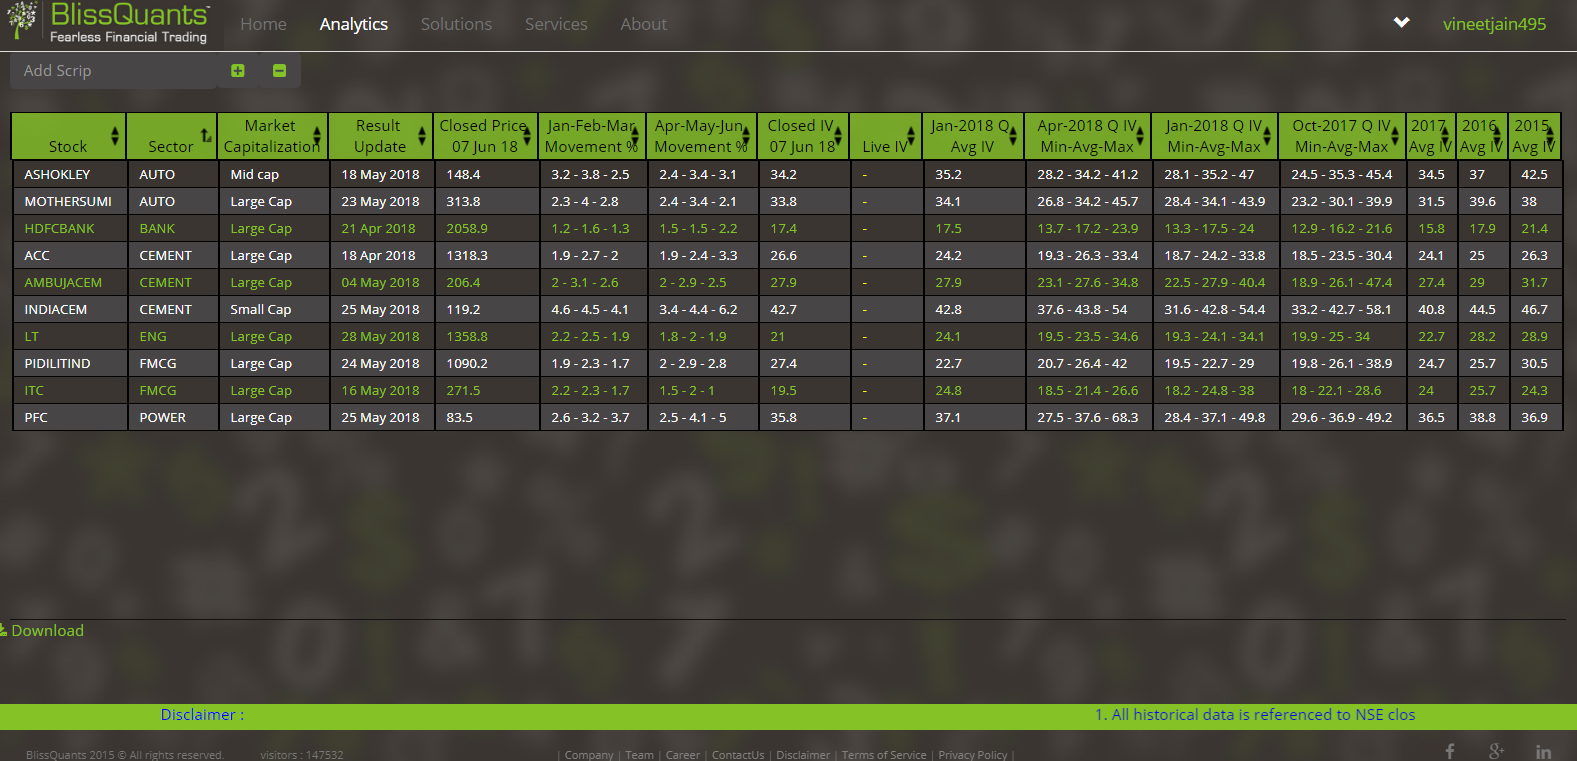 BlissQuants™ Home Analytics Solutions Services About vineetjain495
Fearless Financial Trading
Add Scrip
Stock Sector Market Capitalization Result Update Closed Price 07 Jun 18 Jan-Feb-Mar Movement % Apr-May-Jun Movement % Closed IV 07 Jun 18 Live IV Jan-2018 Q Avg IV Apr-2018 Q IV Min-Avg-Max Jan-2018 Q IV Min-Avg-Max Oct-2017 Q IV Min-Avg-Max 2017 Avg IV 2016 Avg IV 2015 Avg IV
ASHOKLEY AUTO Mid cap 18 May 2018 148.4 3.2 - 3.8 - 2.5 2.4 - 3.4 - 3.1 34.2 - 35.2 28.2 - 34.2 - 41.2 28.1 - 35.2 - 47 24.5 - 35.3 - 45.4 34.5 37 42.5
MOTHERSUMI AUTO Large Cap 23 May 2018 313.8 2.3 - 4 - 2.8 2.4 - 3.4 - 2.1 33.8 - 34.1 26.8 - 34.2 - 45.7 28.4 - 34.1 - 43.9 23.2 - 30.1 - 39.9 31.5 39.6 38
HDFCBANK BANK Large Cap 21 Apr 2018 2058.9 1.2 - 1.6 - 1.3 1.5 - 1.5 - 2.2 17.4 - 17.5 13.7 - 17.2 - 23.9 13.3 - 17.5 - 24 12.9 - 16.2 - 21.6 15.8 17.9 21.4
ACC CEMENT Large Cap 18 Apr 2018 1318.3 1.9 - 2.7 - 2 1.9 - 2.4 - 3.3 26.6 - 24.2 19.3 - 26.3 - 33.4 18.7 - 24.2 - 33.8 18.5 - 23.5 - 30.4 24.1 25 26.3
AMBUJACEM CEMENT Large Cap 04 May 2018 206.4 2 - 3.1 - 2.6 2 - 2.9 - 2.5 27.9 - 27.9 23.1 - 27.6 - 34.8 22.5 - 27.9 - 40.4 18.9 - 26.1 - 47.4 27.4 29 31.7
INDIACEM CEMENT Small Cap 25 May 2018 119.2 4.6 - 4.5 - 4.1 3.4 - 4.4 - 6.2 42.7 - 42.8 37.6 - 43.8 - 54 31.6 - 42.8 - 54.4 33.2 - 42.7 - 58.1 40.8 44.5 46.7
LT ENG Large Cap 28 May 2018 1358.8 2.2 - 2.5 - 1.9 1.8 - 2 - 1.9 21 - 24.1 19.5 - 23.5 - 34.6 19.3 - 24.1 - 34.1 19.9 - 25 - 34 22.7 28.2 28.9
PIDILITIND FMCG Large Cap 24 May 2018 1090.2 1.9 - 2.3 - 1.7 2 - 2.9 - 2.8 27.4 - 22.7 20.7 - 26.4 - 42 19.5 - 22.7 - 29 19.8 - 26.1 - 38.9 24.7 25.7 30.5
ITC FMCG Large Cap 16 May 2018 271.5 2.2 - 2.3 - 1.7 1.5 - 2 - 1 19.5 - 24.8 18.5 - 21.4 - 26.6 18.2 - 24.8 - 38 18 - 22.1 - 28.6 24 25.7 24.3
PFC POWER Large Cap 25 May 2018 83.5 2.6 - 3.2 - 3.7 2.5 - 4.1 - 5 35.8 - 37.1 27.5 - 37.6 - 68.3 28.4 - 37.1 - 49.8 29.6 - 36.9 - 49.2 36.5 38.8 36.9
Download
Disclaimer : 1. All historical data is referenced to NSE clos
BlissQuants 2015 © All rights reserved. visitors : 147532 | Company | Team | Career | ContactUs | Disclaimer | Terms of Service | Privacy Policy |